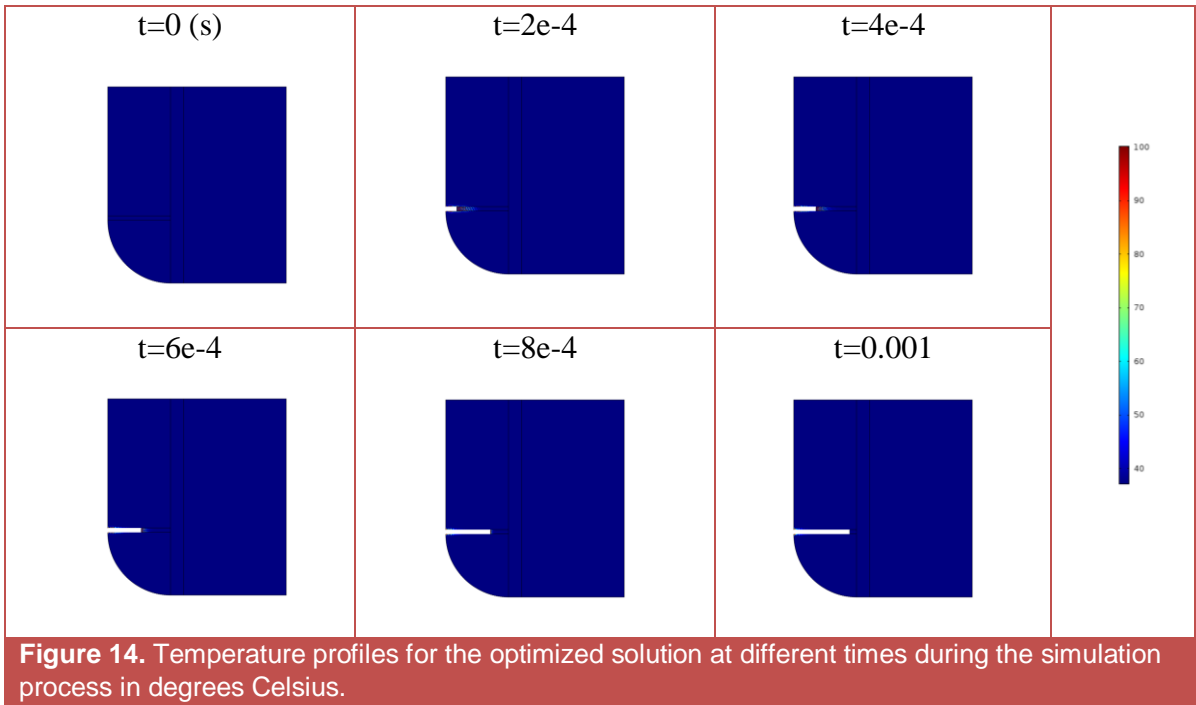 t=0 (s)
t=2e-4
t=4e-4
100
90
80
70
60
50
40
t=6e-4
t=8e-4
t=0.001
Figure 14. Temperature profiles for the optimized solution at different times during the simulation
process in degrees Celsius.